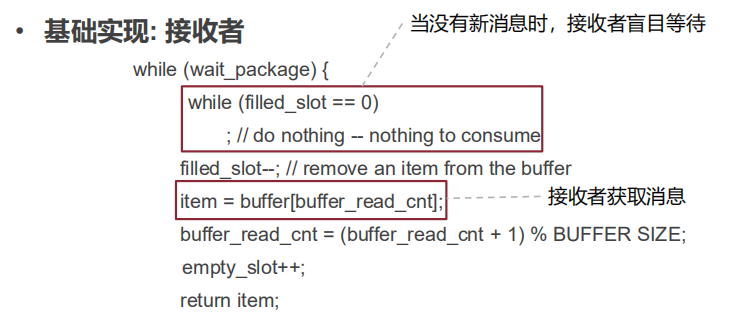 • 基础实现: 接收者
当没有新消息时，接收者盲目等待
while (wait_package) {
while (filled_slot == 0)
; // do nothing -- nothing to consume
filled_slot--; // remove an item from the buffer
item = buffer[buffer_read_cnt];
接收者获取消息
buffer_read_cnt = (buffer_read_cnt + 1) % BUFFER SIZE;
empty_slot++;
return item;